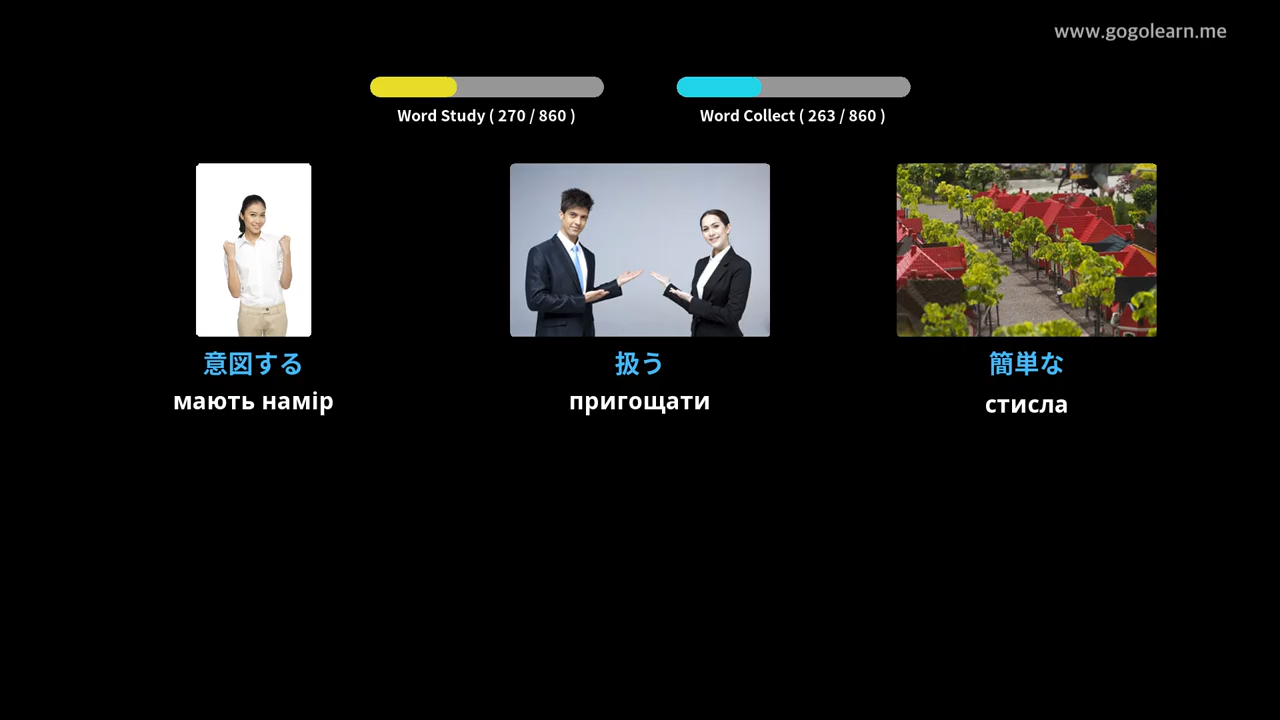 www.gogolearn.me
Word Study ( 270 / 860 )
Word Collect ( 263 / 860 )
意図する
мають намір
扱う
пригощати
簡単な
стисла